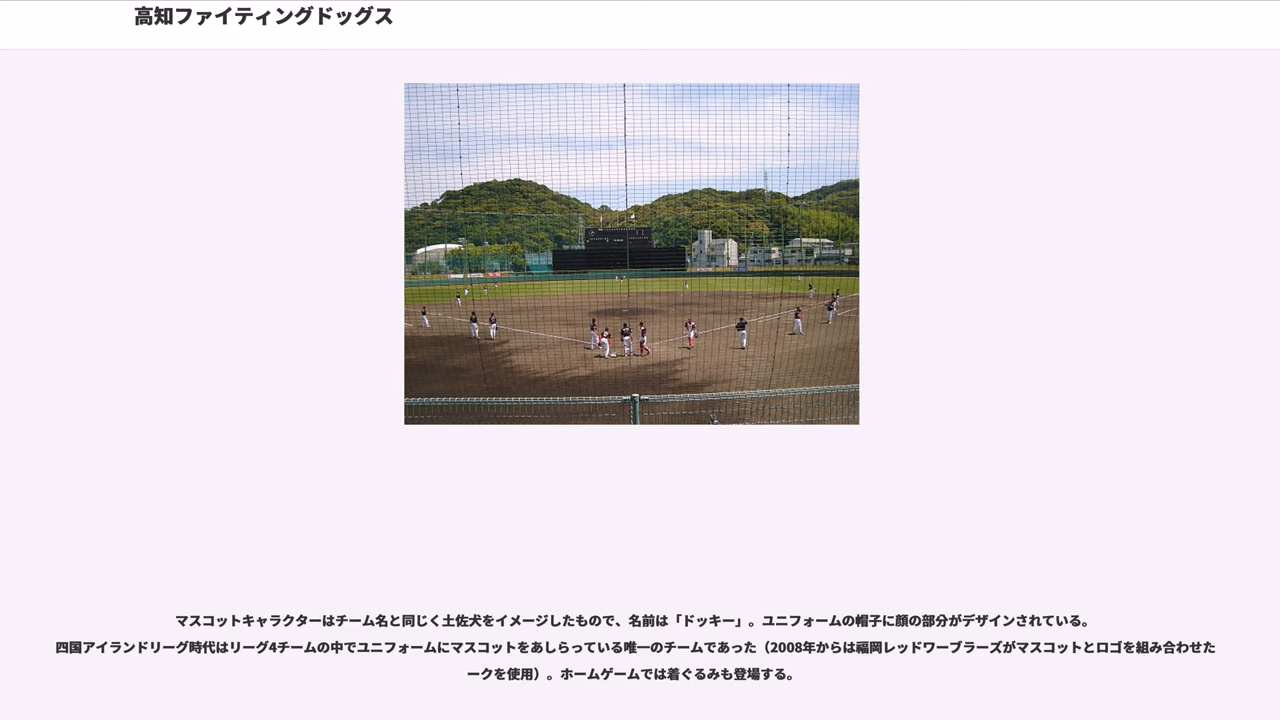 高知ファイティングドッグス
マスコットキャラクターはチーム名と同じく土佐犬をイメージしたもので、名前は「ドッキー」。ユニフォームの帽子に顔の部分がデザインされている。
四国アイランドリーグ時代はリーグ4チームの中でユニフォームにマスコットをあしらっている唯一のチームであった（2008年からは福岡レッドワーブラーズがマスコットとロゴを組み合わせた
ークを使用）。ホームゲームでは着ぐるみも登場する。